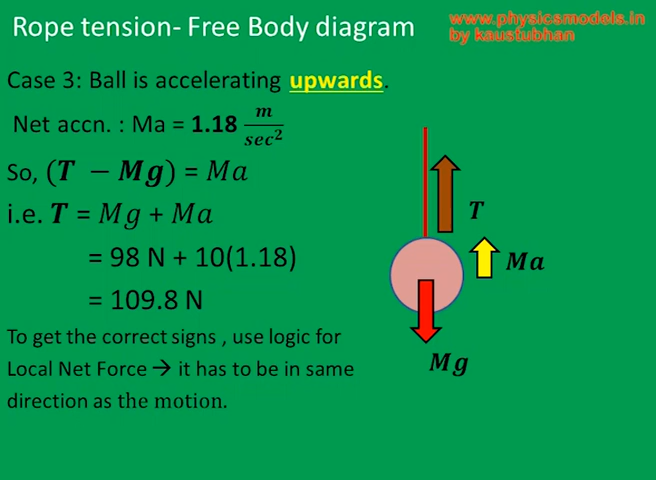 Rope tension- Free Body diagram
www.physicsmodels.in
by kaustubhan
Case 3: Ball is accelerating upwards.
Net accn. : Ma = 1.18 m/sec²
So, (T − Mg) = Ma
i.e. T = Mg + Ma
= 98 N + 10(1.18)
= 109.8 N
To get the correct signs , use logic for
Local Net Force → it has to be in same
direction as the motion.
T
Ma
Mg